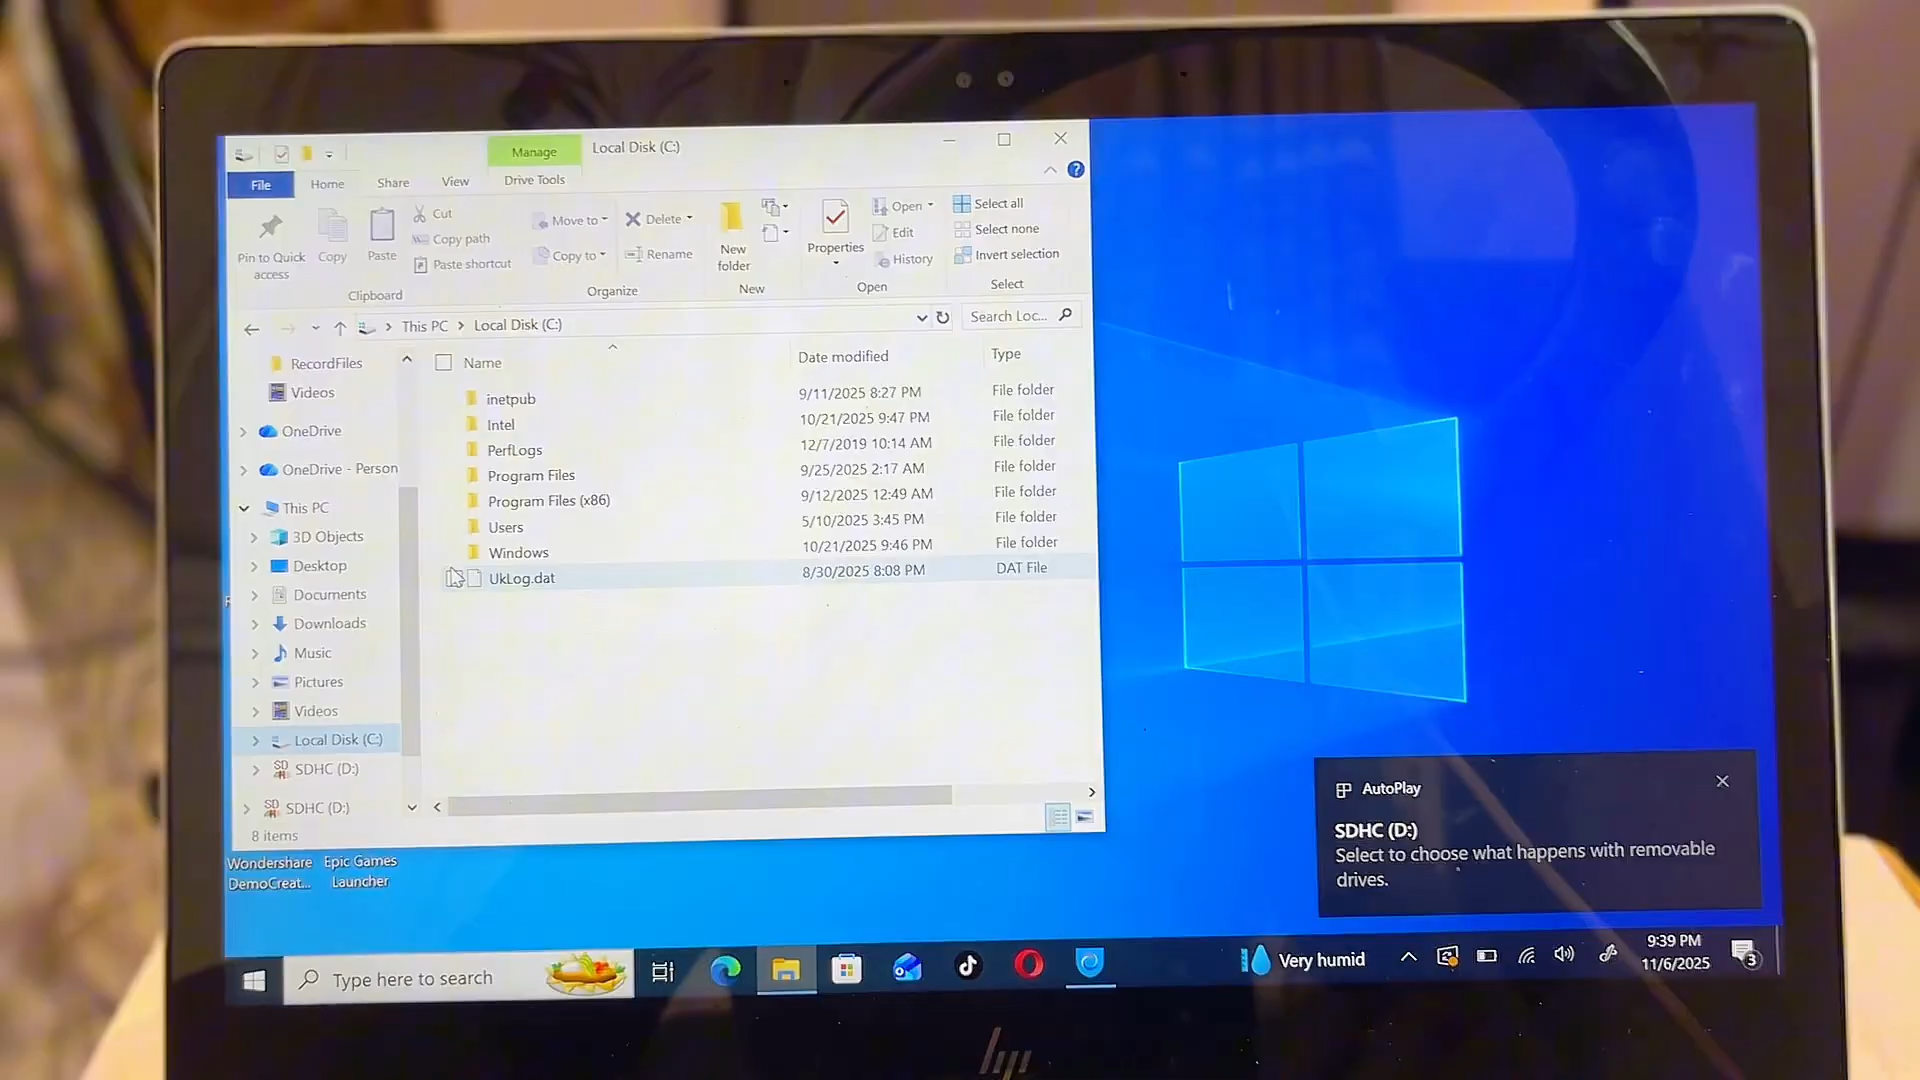 Manage
Local Disk (C:)
File
Home
Share
View
Drive Tools
Pin to Quick access
Copy
Paste
Cut
Copy path
Paste shortcut
Clipboard
Move to
Copy to
Delete
Rename
Organize
New folder
New
Properties
Open
Edit
History
Open
Select all
Select none
Invert selection
Select
This PC > Local Disk (C:)
Search Loc...
RecordFiles
Videos
OneDrive
OneDrive - Person
This PC
3D Objects
Desktop
Documents
Downloads
Music
Pictures
Videos
Local Disk (C:)
SDHC (D:)
SDHC (D:)
8 items
Name Date modified Type
inetpub 9/11/2025 8:27 PM File folder
Intel 10/21/2025 9:47 PM File folder
PerfLogs 12/7/2019 10:14 AM File folder
Program Files 9/25/2025 2:17 AM File folder
Program Files (x86) 9/12/2025 12:49 AM File folder
Users 5/10/2025 3:45 PM File folder
Windows 10/21/2025 9:46 PM File folder
UkLog.dat 8/30/2025 8:08 PM DAT File
Wondershare DemoCreat...
Epic Games Launcher
AutoPlay
SDHC (D:)
Select to choose what happens with removable
drives.
Type here to search
Very humid
9:39 PM
11/6/2025
3
hp